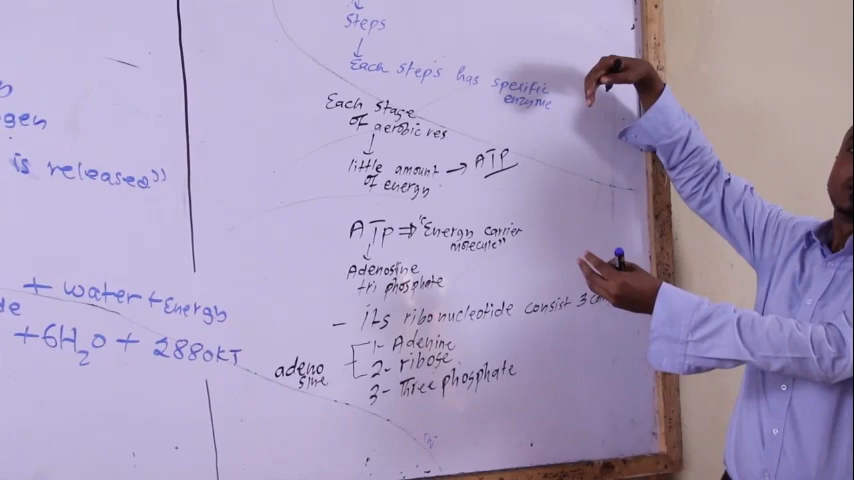 gen
is released"
+ water + Energy
+6H2O + 2880KJ
Steps
Each steps has specific
enzyme
Each stage
of aerobic res
little amount → ATP
of energy
ATP ⇒ "Energy carrier
molecule"
Adenosine
tri phosphate
- its ribonucleotide consist 3
1- Adenine
adeno
sine
2- ribose
3- Three phosphate